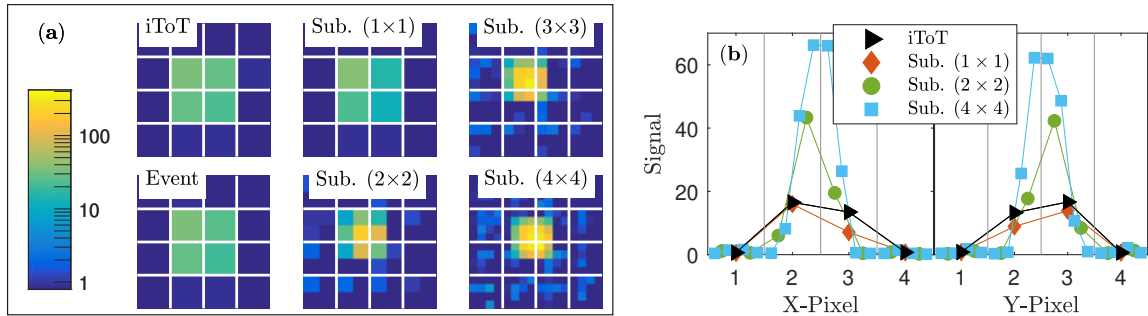 (a)
iToT
Sub. (1×1)
Sub. (3×3)
100
10
1
Event
Sub. (2×2)
Sub. (4×4)
(b)
iToT
Sub. (1 × 1)
Sub. (2 × 2)
Sub. (4 × 4)
Signal
60
40
20
0
1 2 3 4
1 2 3 4
X-Pixel
Y-Pixel